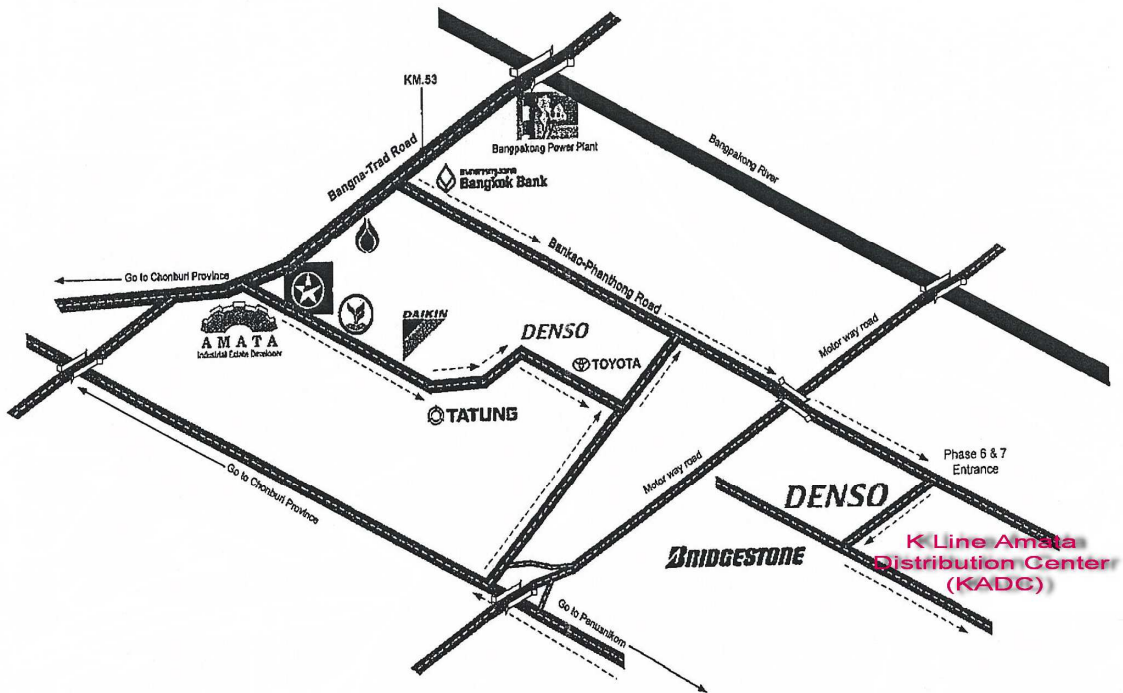 KM.53
Bangpakong Power Plant
Bangpakong River
Bangna-Trad Road
Bangkok Bank
Bankao-Phanthong Road
Go to Chonburi Province
AMATA
Industrial Estate Developer
DAIKIN
DENSO
TOYOTA
TATUNG
Motor way road
Go to Chonburi Province
Motor way road
Phase 6 & 7
Entrance
DENSO
BRIDGESTONE
K Line Amata
Distribution Center
(KADC)
Go to Panusnikom